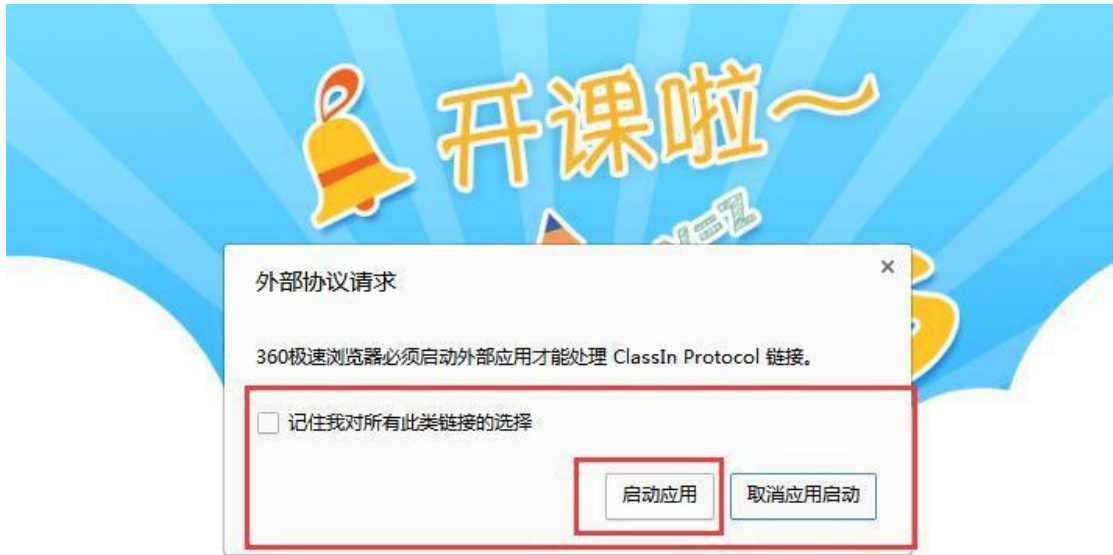 开课啦～
外部协议请求
×
360极速浏览器必须启动外部应用才能处理 ClassIn Protocol 链接。
记住我对所有此类链接的选择
启动应用
取消应用启动